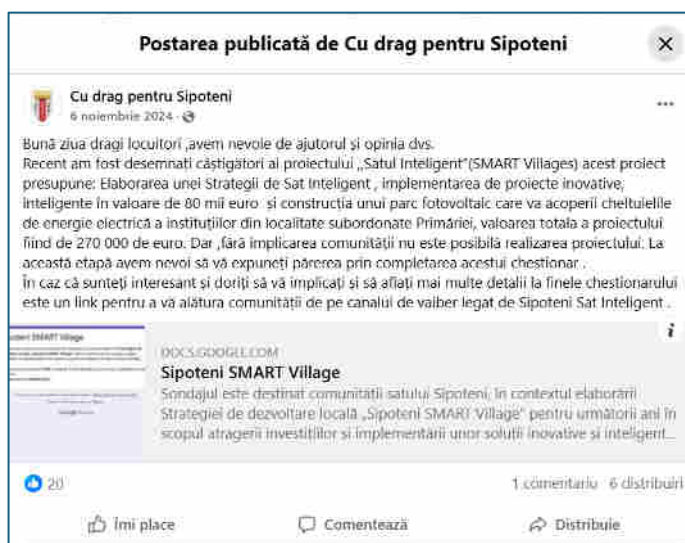 Postarea publicată de Cu drag pentru Sipoteni
Cu drag pentru Sipoteni
6 noiembrie 2024 ·
Bună ziua dragi locuitori ,avem nevoie de ajutorul și opinia dvs.
Recent am fost desemnați câștigători ai proiectului „Satul Inteligent”(SMART Villages) acest proiect
presupune: Elaborarea unei Strategii de Sat Inteligent , implementarea de proiecte inovative,
inteligente în valoare de 80 mii euro și construcția unui parc fotovoltaic care va acoperii cheltuielile
de energie electrică a instituțiilor din localitate subordonate Primăriei, valoarea totala a proiectului
fiind de 270 000 de euro. Dar ,fără implicarea comunității nu este posibilă realizarea proiectului. La
această etapă avem nevoi să vă expuneți părerea prin completarea acestui chestionar .
În caz că sunteți interesant și doriți să vă implicați și să aflați mai multe detalii la finele chestionarului
este un link pentru a vă alătura comunității de pe canalul de vaiber legat de Sipoteni Sat Inteligent .
SMART Village
DOCS.GOOGLE.COM
Sipoteni SMART Village
Sondajul este destinat comunității satului Sipoteni, în contextul elaborării
Strategiei de dezvoltare locală „Sipoteni SMART Village” pentru următorii ani în
scopul atragerii investițiilor si implementării unor soluții inovative si inteligent...
20
1 comentariu 6 distribuiri
Îmi place
Comentează
Distribuie